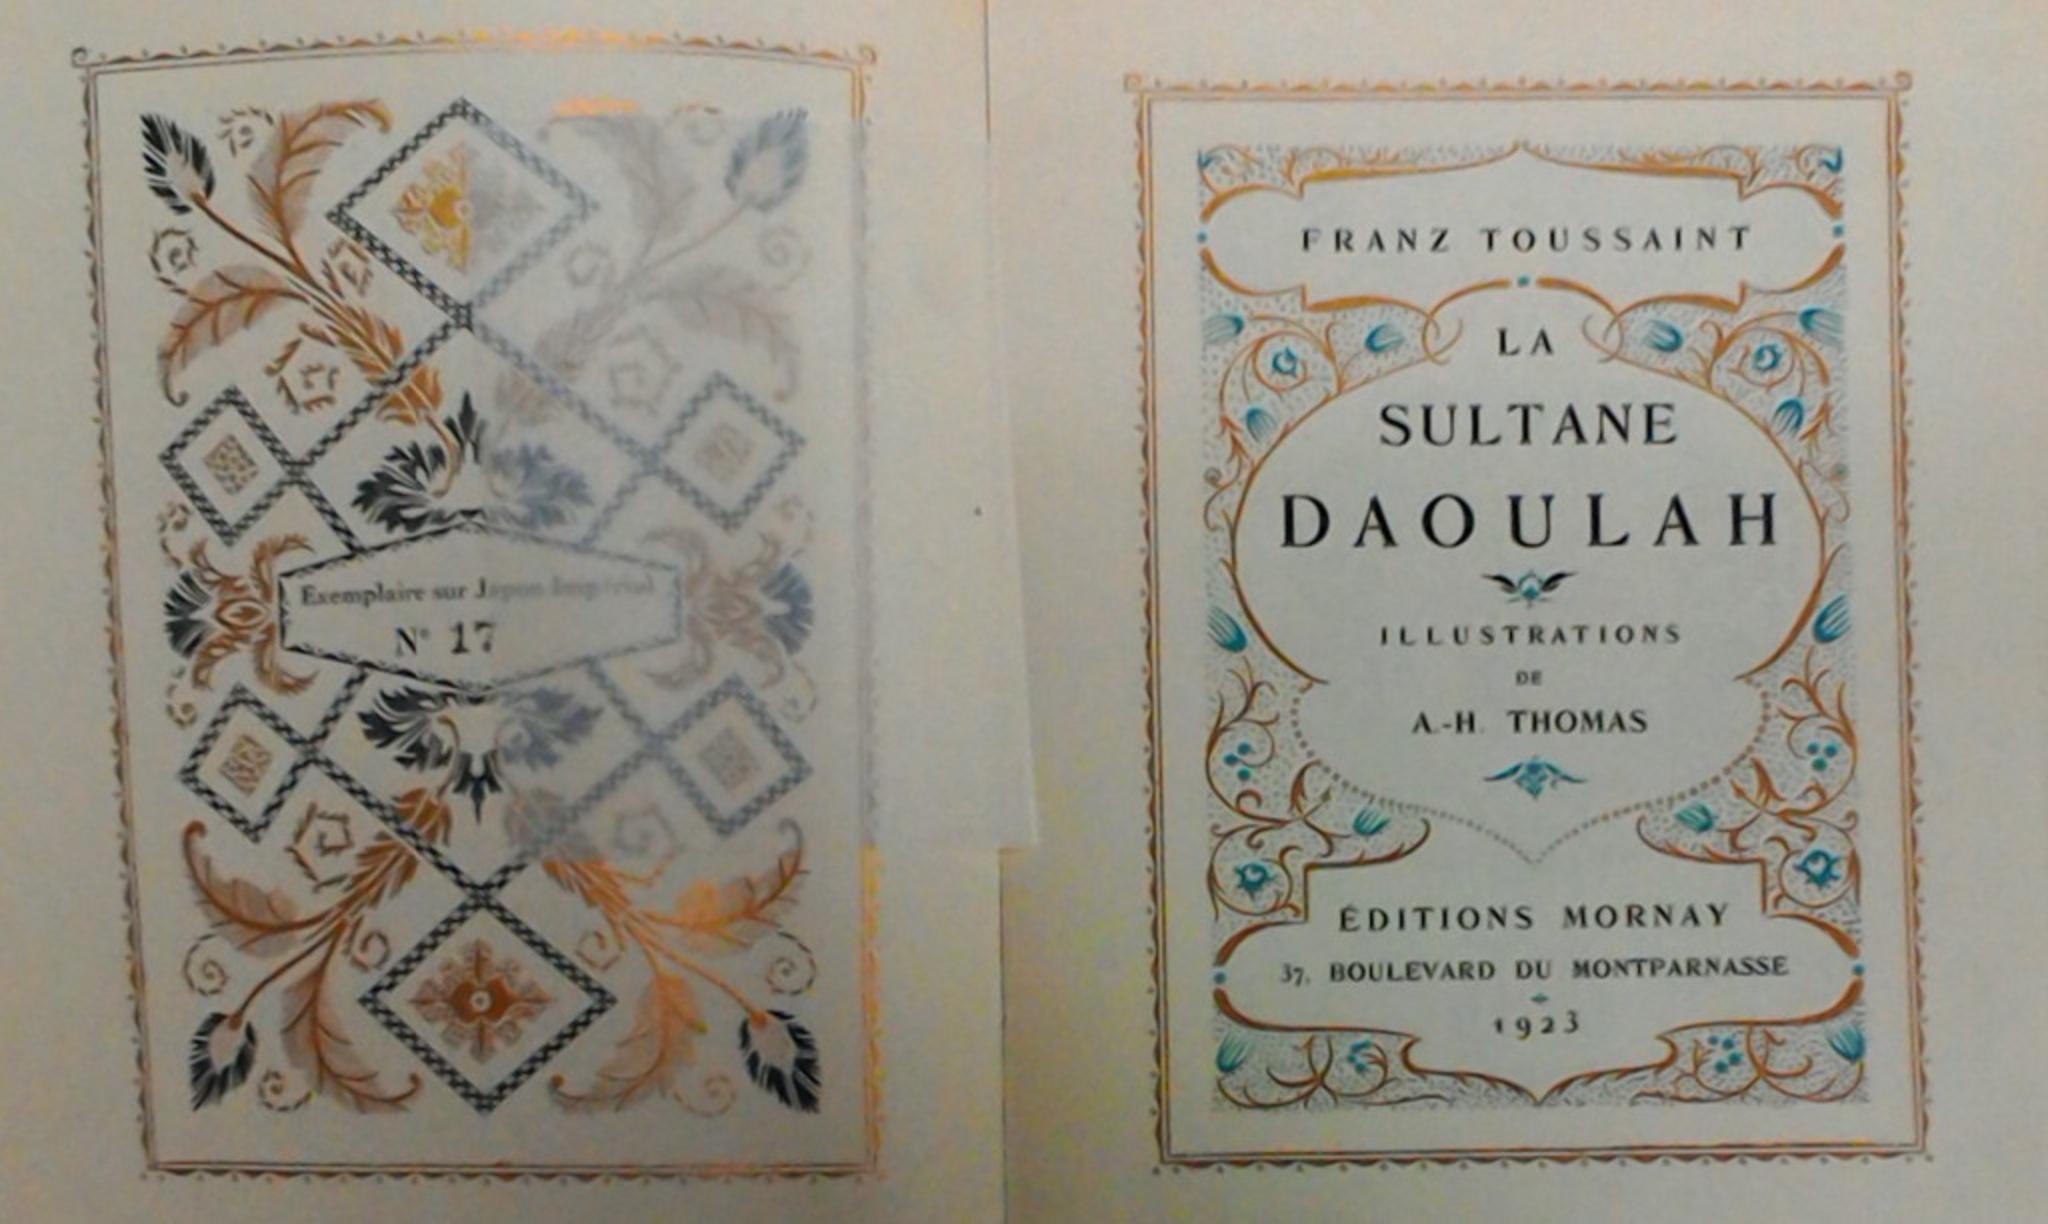 Exemplaire sur Japon Impérial
N° 17
FRANZ TOUSSAINT
LA
SULTANE
DAOULAH
ILLUSTRATIONS
DE
A.-H. THOMAS
ÉDITIONS MORNAY
37, BOULEVARD DU MONTPARNASSE
1923